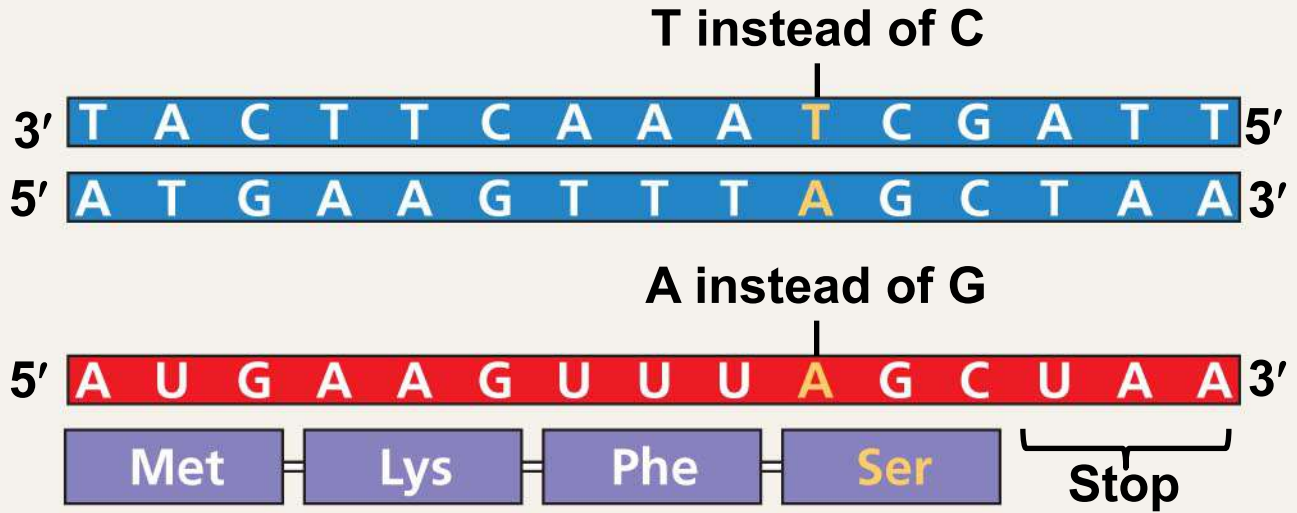 T instead of C
3′ T A C T T C A A A T C G A T T 5′
5′ A T G A A G T T T A G C T A A 3′
A instead of G
5′ A U G A A G U U U A G C U A A 3′
Met Lys Phe Ser
Stop